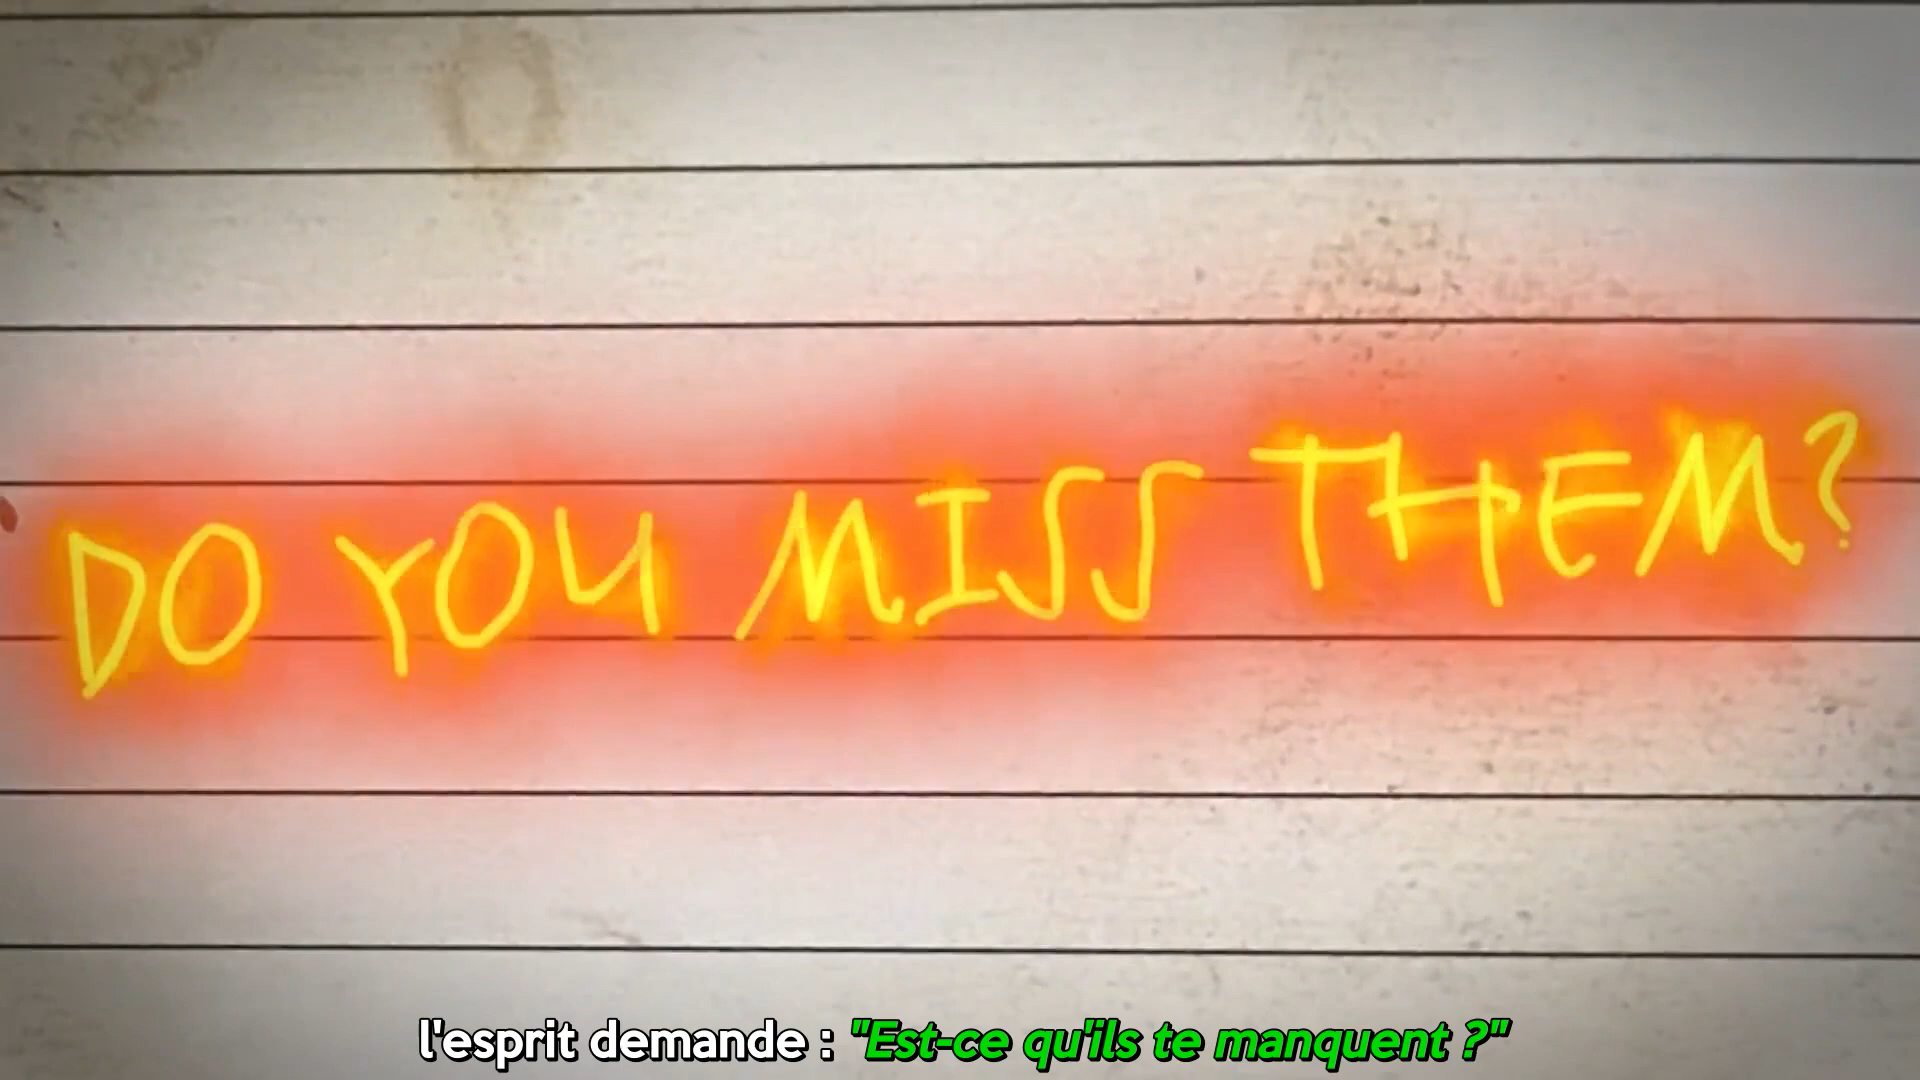 DO YOU MISS THEM?
l'esprit demande : "Est-ce qu'ils te manquent ?"